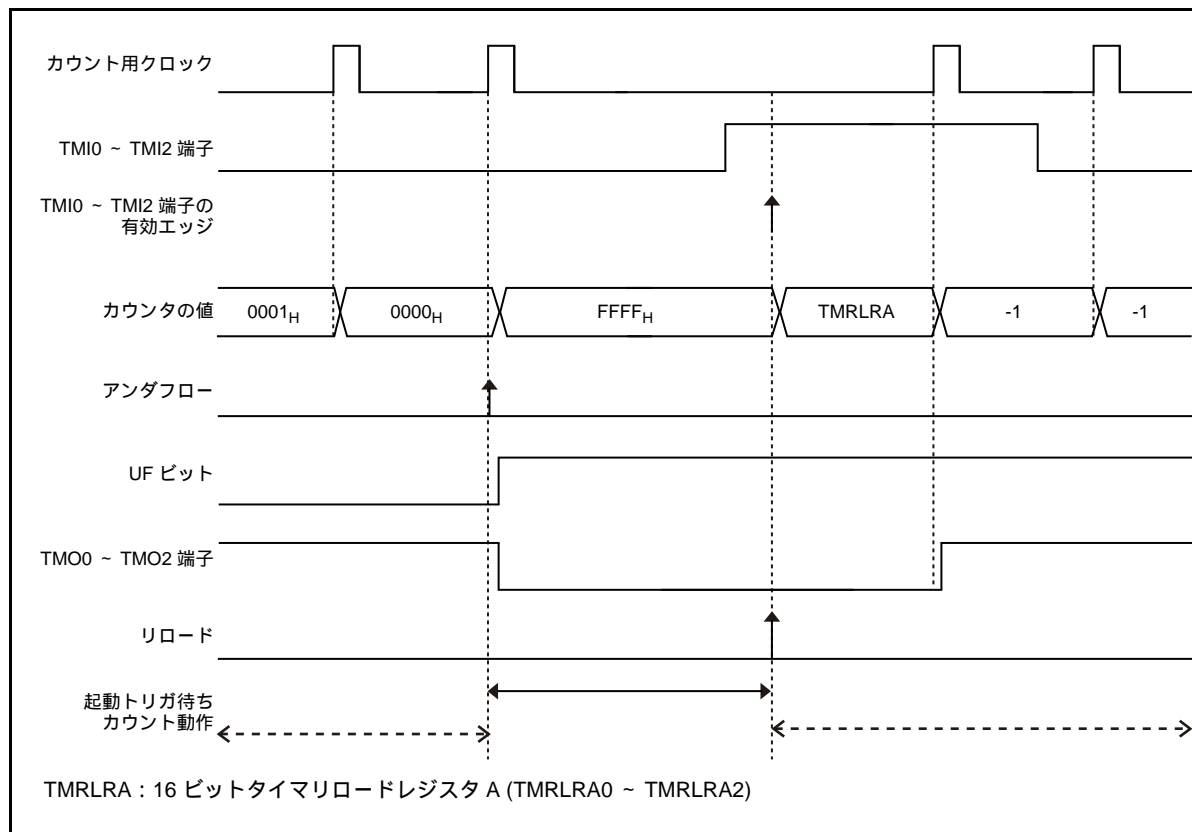 カウント用クロック
TMI0 ~ TMI2 端子
TMI0 ~ TMI2 端子の
有効エッジ
カウンタの値 0001H 0000H FFFFH TMRLRA -1 -1
アンダフロー
UF ビット
TMO0 ~ TMO2 端子
リロード
起動トリガ待ち
カウント動作
TMRLRA : 16 ビットタイマリロードレジスタ A (TMRLRA0 ~ TMRLRA2)